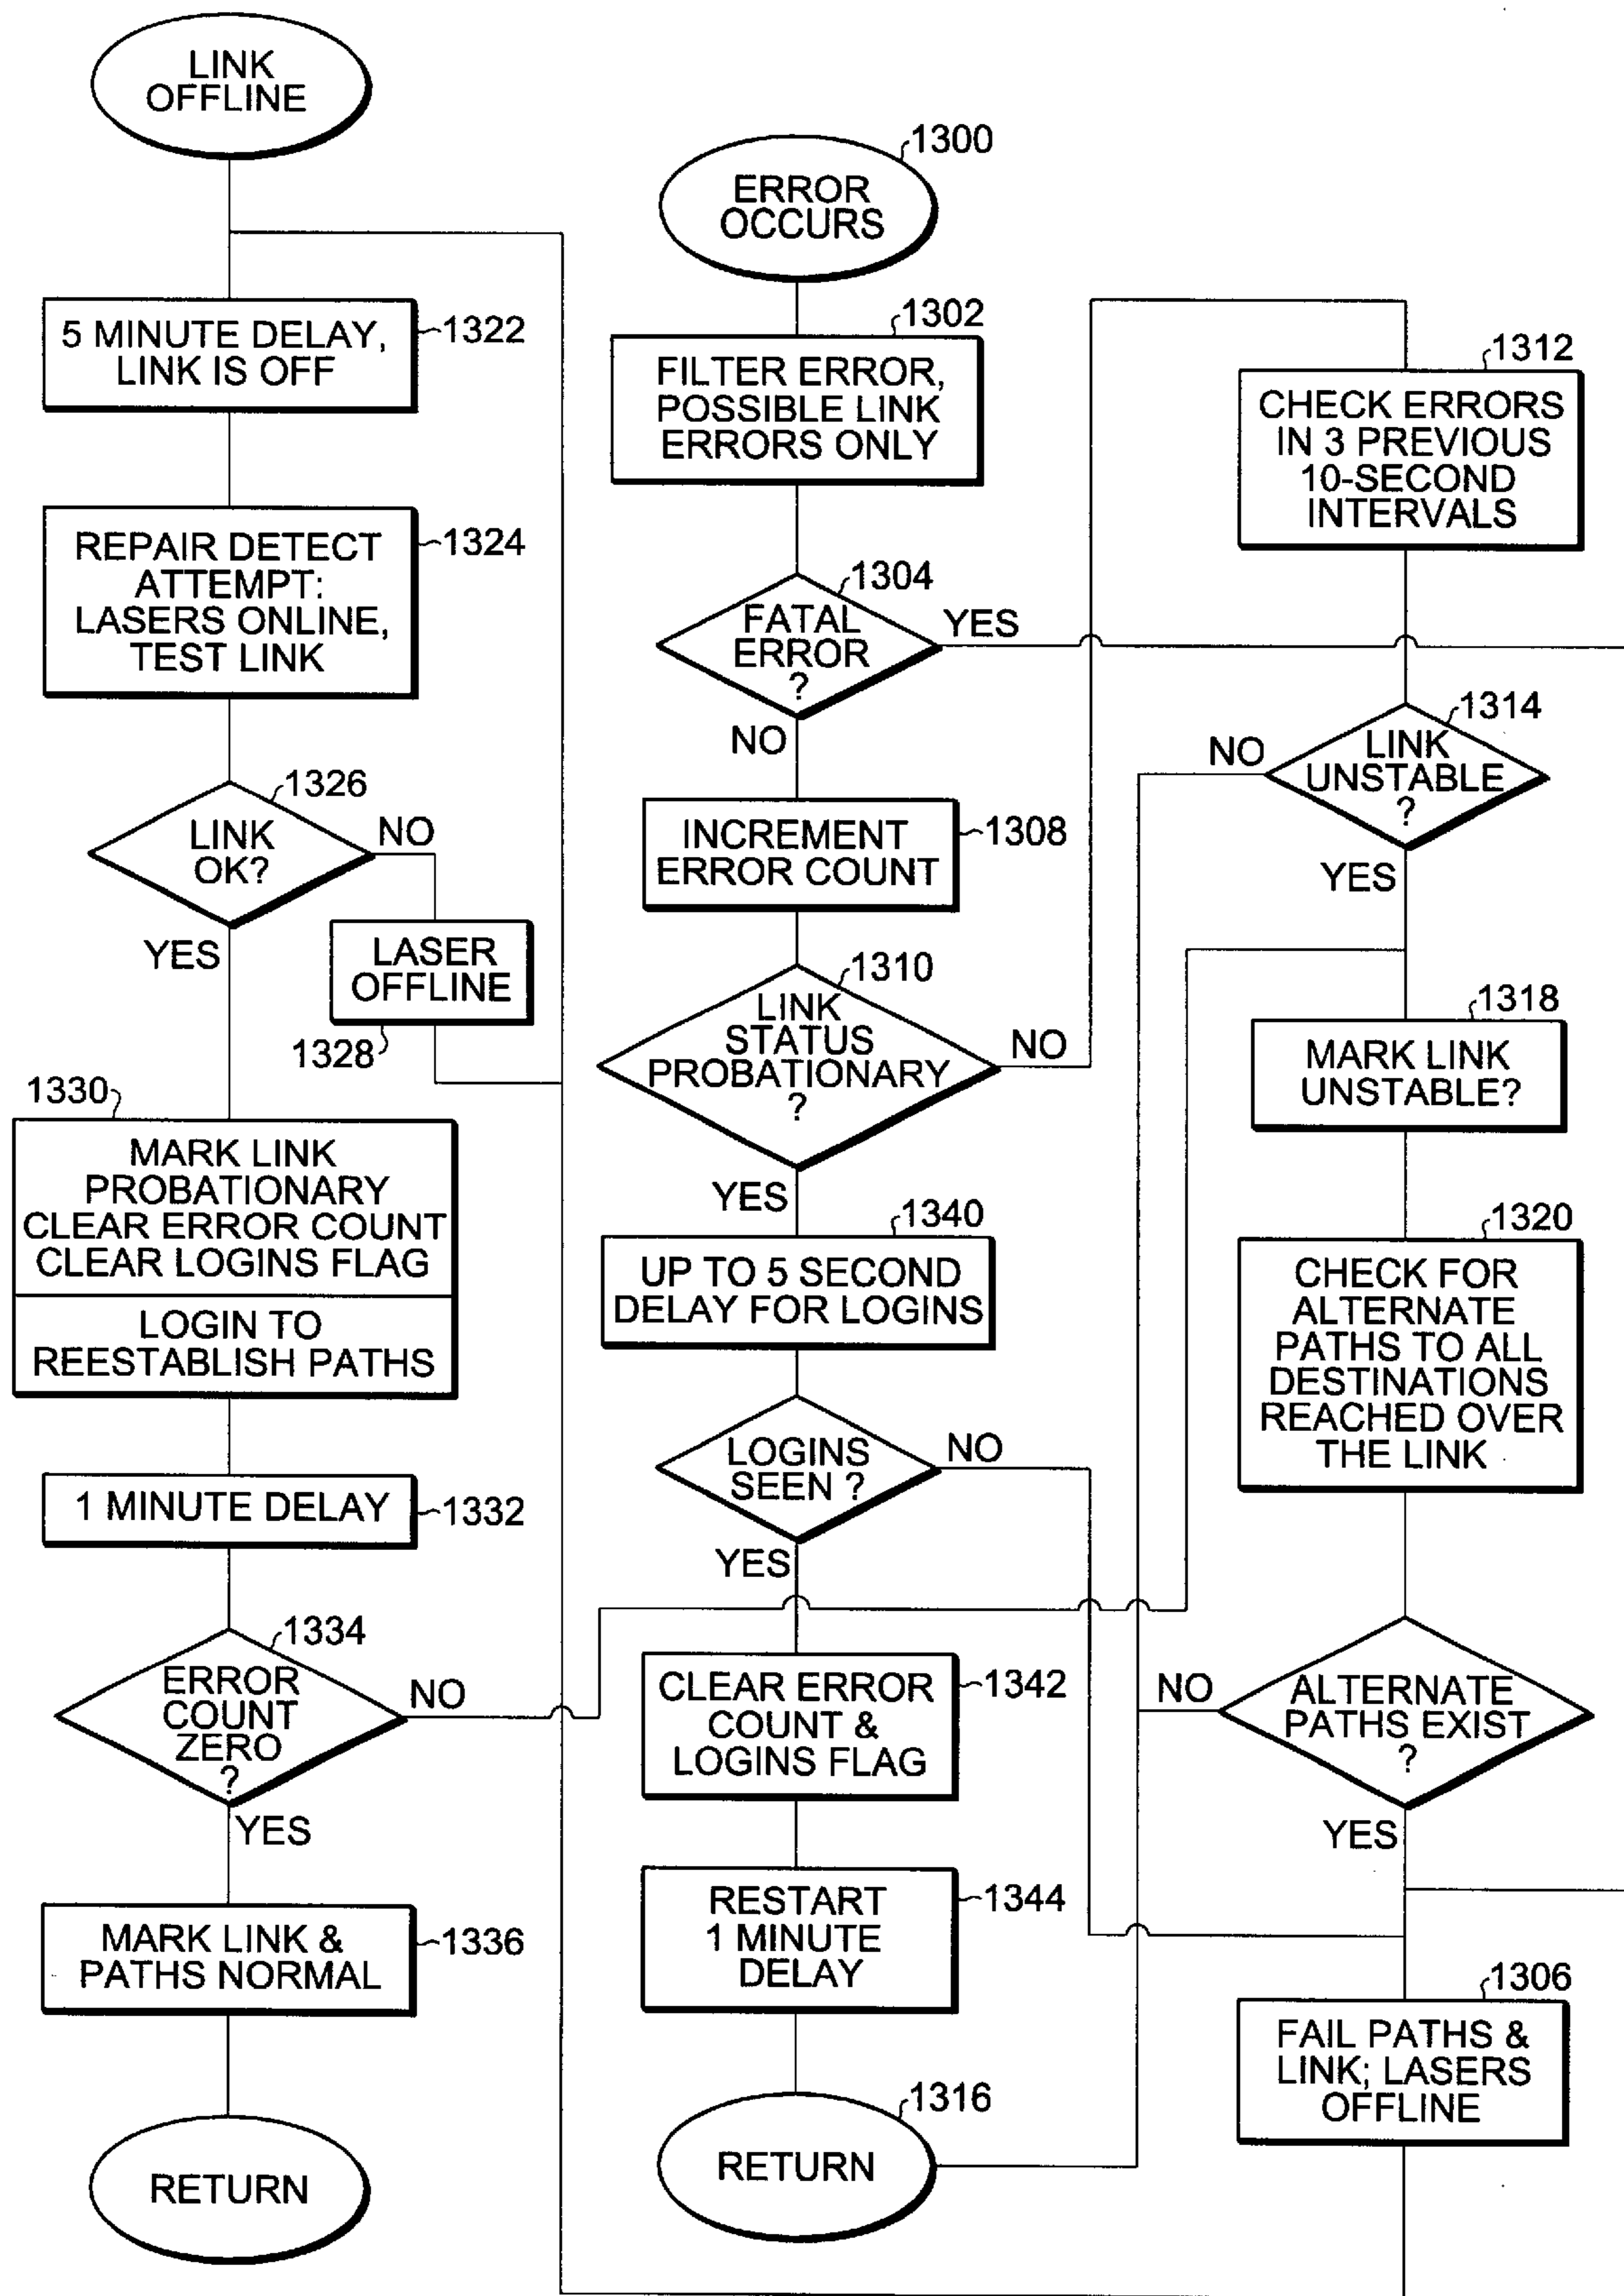 LINK
OFFLINE
5 MINUTE DELAY,
LINK IS OFF
1322
REPAIR DETECT
ATTEMPT:
LASERS ONLINE,
TEST LINK
1324
1326
LINK
OK?
NO
YES
LASER
OFFLINE
1328
1330
MARK LINK
PROBATIONARY
CLEAR ERROR COUNT
CLEAR LOGINS FLAG
LOGIN TO
REESTABLISH PATHS
1 MINUTE DELAY
1332
1334
ERROR
COUNT
ZERO
?
NO
YES
MARK LINK &
PATHS NORMAL
1336
RETURN
1300
ERROR
OCCURS
1302
FILTER ERROR,
POSSIBLE LINK
ERRORS ONLY
1304
FATAL
ERROR
?
YES
NO
INCREMENT
ERROR COUNT
1308
1310
LINK
STATUS
PROBATIONARY
?
NO
YES
1340
UP TO 5 SECOND
DELAY FOR LOGINS
LOGINS
SEEN ?
NO
YES
CLEAR ERROR
COUNT &
LOGINS FLAG
1342
RESTART
1 MINUTE
DELAY
1344
1316
RETURN
1312
CHECK ERRORS
IN 3 PREVIOUS
10-SECOND
INTERVALS
1314
LINK
UNSTABLE
?
NO
YES
1318
MARK LINK
UNSTABLE?
1320
CHECK FOR
ALTERNATE
PATHS TO ALL
DESTINATIONS
REACHED OVER
THE LINK
ALTERNATE
PATHS EXIST
?
NO
YES
1306
FAIL PATHS &
LINK; LASERS
OFFLINE